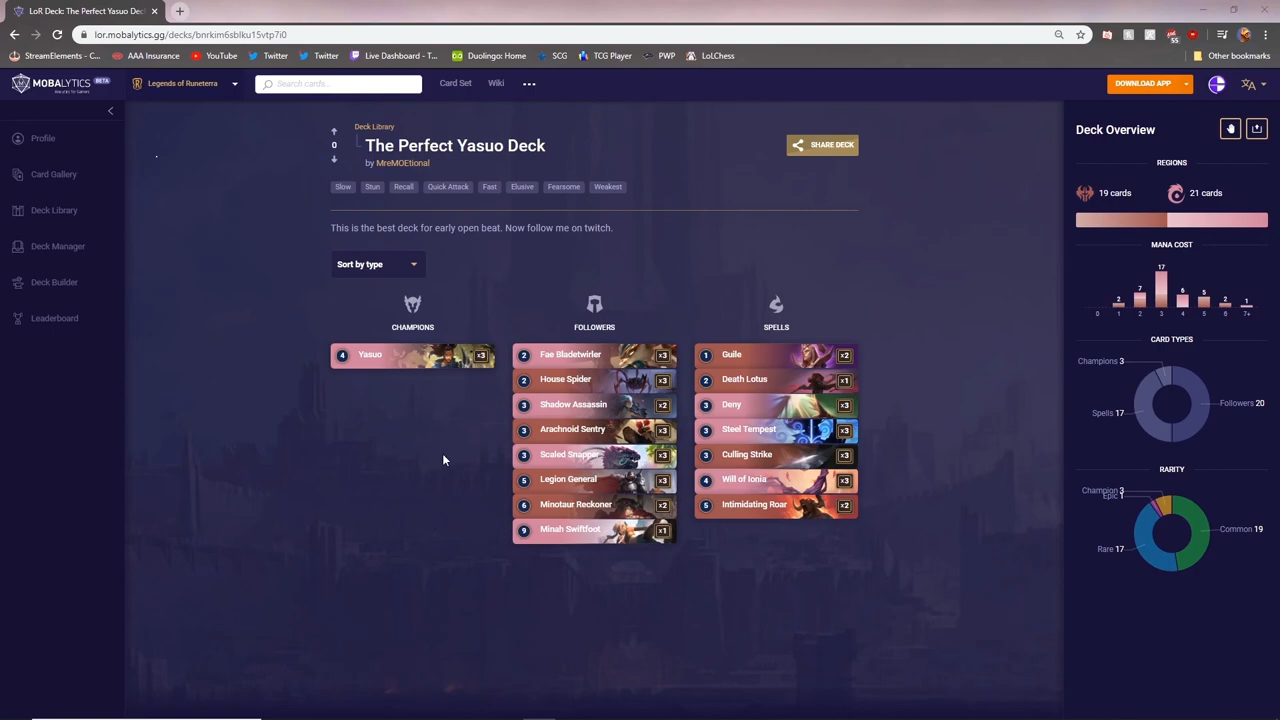 LoR Deck: The Perfect Yasuo Dec
lor.mobalytics.gg/decks/bnrkim6sblku15vtp7i0
StreamElements - C... AAA Insurance YouTube Twitter Twitter Live Dashboard - T... Duolingo: Home SCG TCG Player PWP LoLChess Other bookmarks
MOBALYTICS BETA
Legends of Runeterra
Search cards...
Card Set
Wiki
DOWNLOAD APP
Profile
Card Gallery
Deck Library
Deck Manager
Deck Builder
Leaderboard
Deck Library
0
The Perfect Yasuo Deck
by MreMOEtional
SHARE DECK
Slow Stun Recall Quick Attack Fast Elusive Fearsome Weakest
This is the best deck for early open beat. Now follow me on twitch.
Sort by type
CHAMPIONS
4 Yasuo x3
FOLLOWERS
2 Fae Bladetwirler x3
2 House Spider x3
3 Shadow Assassin x2
3 Arachnoid Sentry x3
3 Scaled Snapper x3
5 Legion General x3
6 Minotaur Reckoner x2
9 Minah Swiftfoot x1
SPELLS
1 Guile x2
2 Death Lotus x1
3 Deny x3
3 Steel Tempest x3
3 Culling Strike x3
4 Will of Ionia x3
5 Intimidating Roar x2
Deck Overview
REGIONS
19 cards 21 cards
MANA COST
2 7 17 6 5 2 1
0 1 2 3 4 5 6 7+
CARD TYPES
Champions 3
Followers 20
Spells 17
RARITY
Champion 3
Epic 1
Common 19
Rare 17